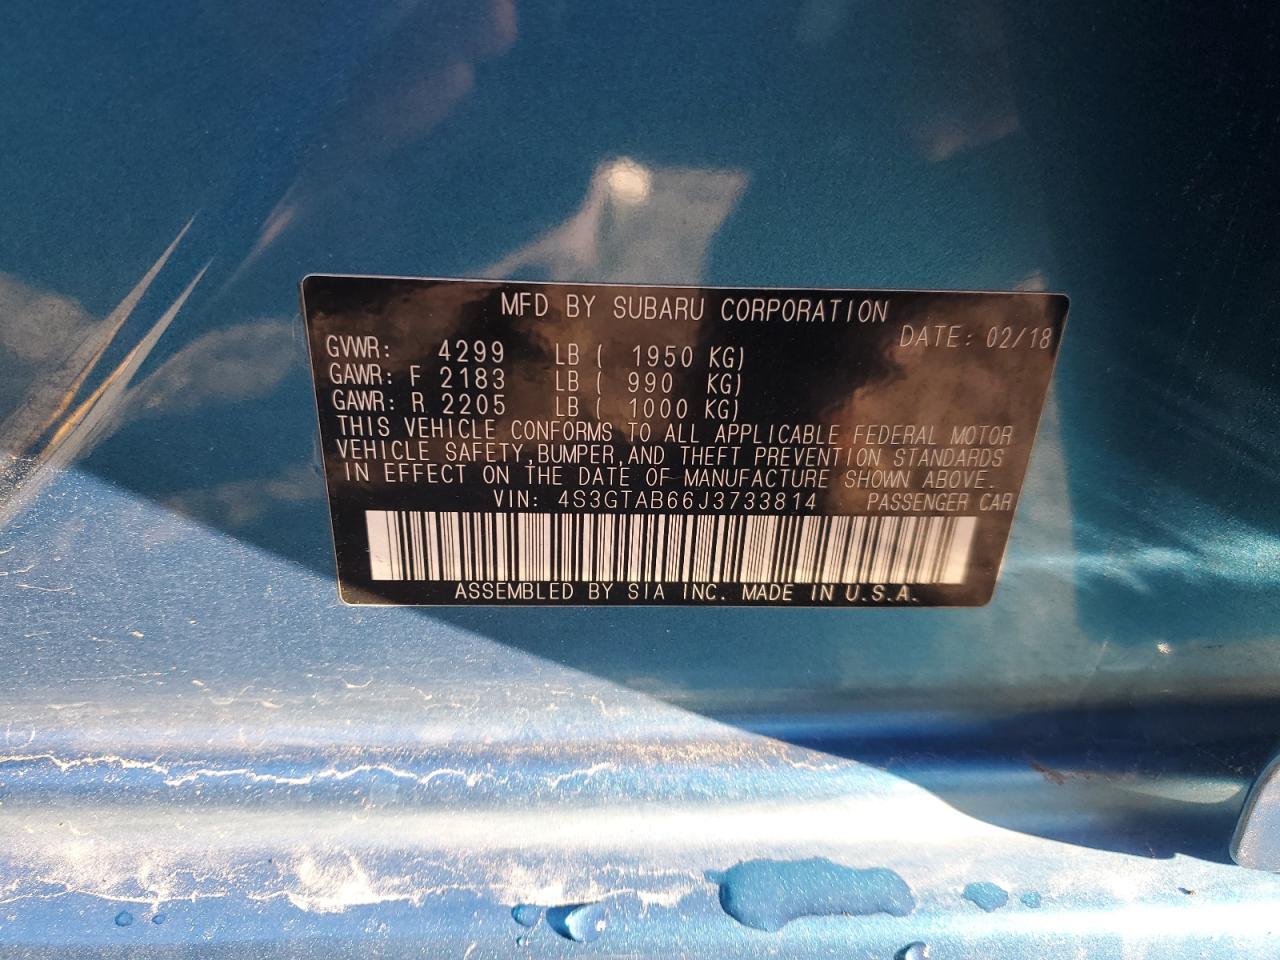 MFD BY SUBARU CORPORATION
DATE: 02/18
GVWR: 4299 LB ( 1950 KG)
GAWR: F 2183 LB ( 990 KG)
GAWR: R 2205 LB ( 1000 KG)
THIS VEHICLE CONFORMS TO ALL APPLICABLE FEDERAL MOTOR
VEHICLE SAFETY,BUMPER,AND THEFT PREVENTION STANDARDS
IN EFFECT ON THE DATE OF MANUFACTURE SHOWN ABOVE.
VIN: 4S3GTAB66J3733814 PASSENGER CAR
ASSEMBLED BY SIA INC. MADE IN U.S.A.